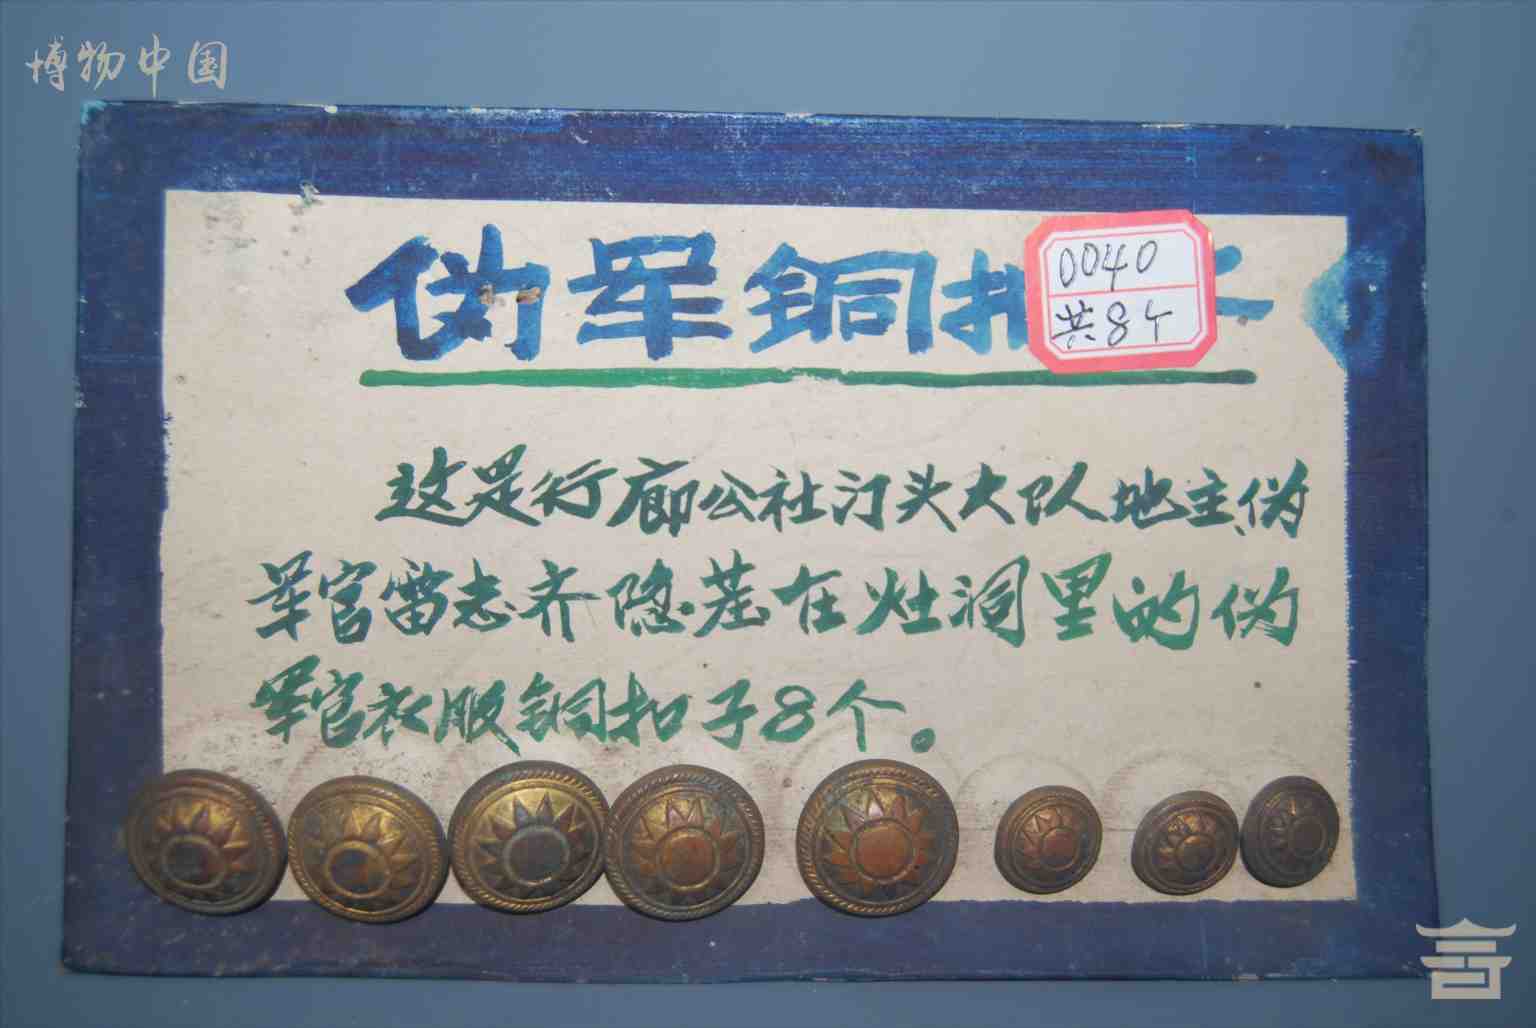 博物中国
伪军铜
0040
共8个
这是行廊公社汀头大队地主、伪
军官雷志齐隐藏在灶洞里的伪
军官衣服铜扣子8个。